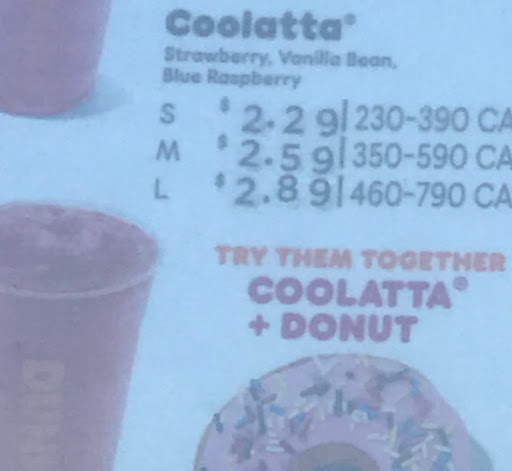 Coolatta®
Strawberry, Vanilla Bean,
Blue Raspberry
S $2.29| 230-390 CA
M $2.59| 350-590 CA
L $2.89| 460-790 CA
TRY THEM TOGETHER
COOLATTA®
+ DONUT
DUNK